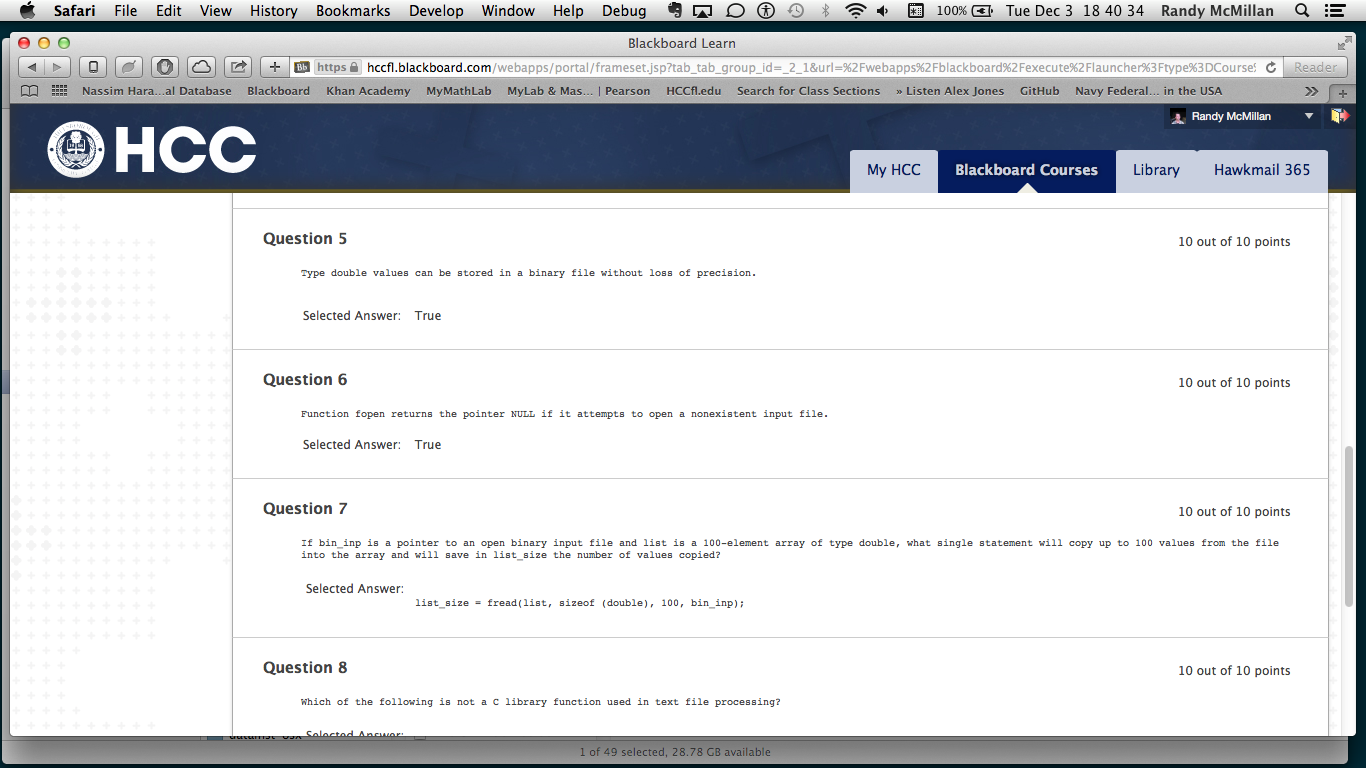 Safari File Edit View History Bookmarks Develop Window Help Debug 100% Tue Dec 3 18 40 34 Randy McMillan
Blackboard Learn
Bb https hccfl.blackboard.com/webapps/portal/frameset.jsp?tab_tab_group_id=_2_1&url=%2Fwebapps%2Fblackboard%2Fexecute%2Flauncher%3Ftype%3DCourse Reader
Nassim Hara...al Database Blackboard Khan Academy MyMathLab MyLab & Mas... | Pearson HCCfl.edu Search for Class Sections » Listen Alex Jones GitHub Navy Federal... in the USA
Randy McMillan
HCC
My HCC Blackboard Courses Library Hawkmail 365
Question 5
10 out of 10 points
Type double values can be stored in a binary file without loss of precision.
Selected Answer: True
Question 6
10 out of 10 points
Function fopen returns the pointer NULL if it attempts to open a nonexistent input file.
Selected Answer: True
Question 7
10 out of 10 points
If bin_inp is a pointer to an open binary input file and list is a 100-element array of type double, what single statement will copy up to 100 values from the file
into the array and will save in list_size the number of values copied?
Selected Answer:
list_size = fread(list, sizeof (double), 100, bin_inp);
Question 8
10 out of 10 points
Which of the following is not a C library function used in text file processing?
Selected Answer:
1 of 49 selected, 28.78 GB available